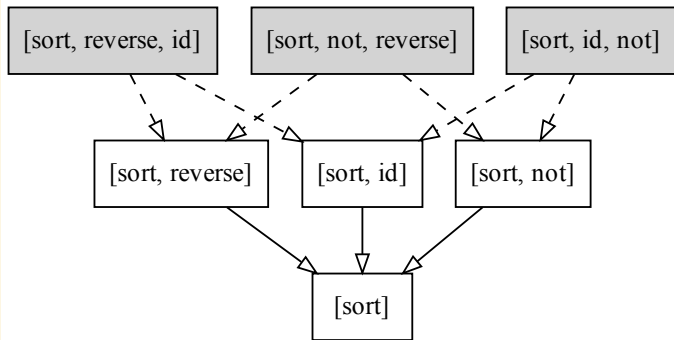 [sort, reverse, id]
[sort, not, reverse]
[sort, id, not]
[sort, reverse]
[sort, id]
[sort, not]
[sort]